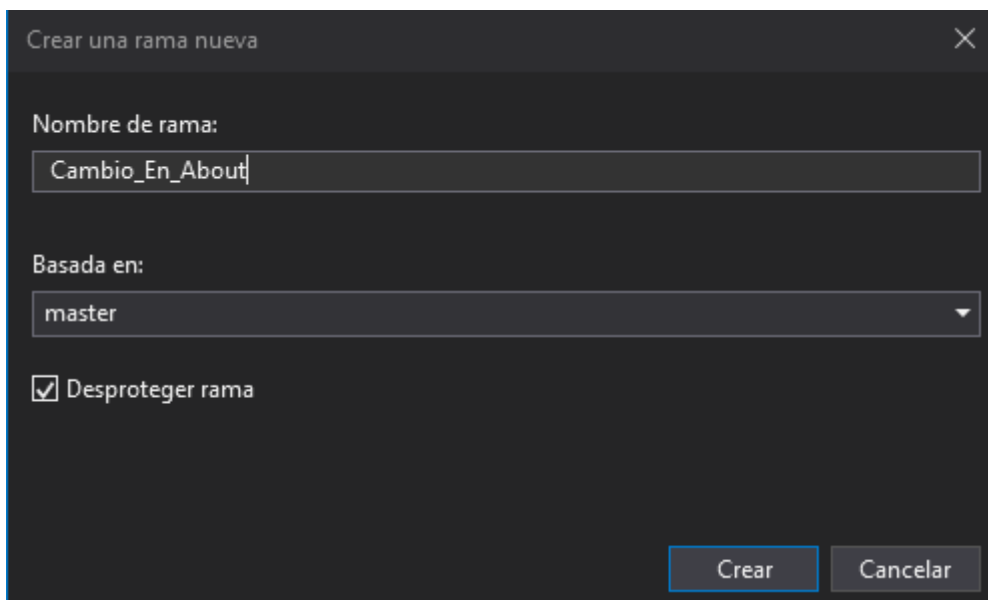 Crear una rama nueva
Nombre de rama:
Cambio_En_About
Basada en:
master
Desproteger rama
Crear
Cancelar